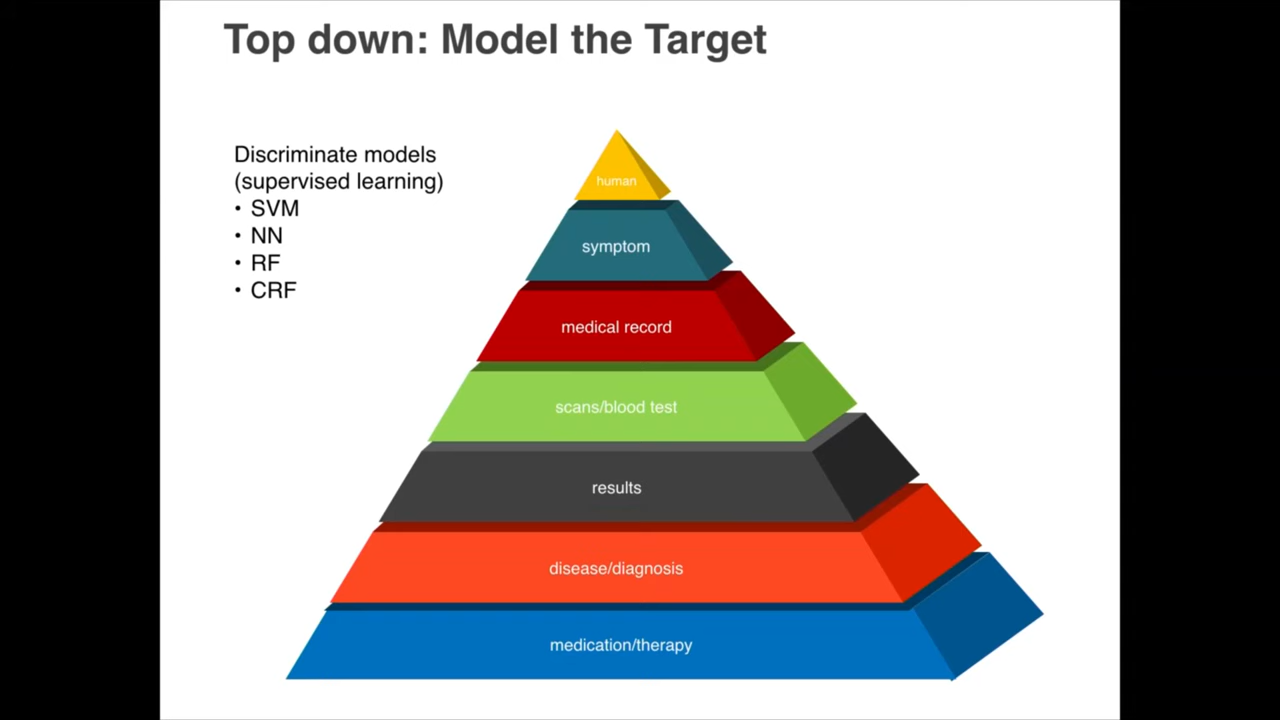 Top down: Model the Target
Discriminate models
(supervised learning)
• SVM
• NN
• RF
• CRF
human
symptom
medical record
scans/blood test
results
disease/diagnosis
medication/therapy